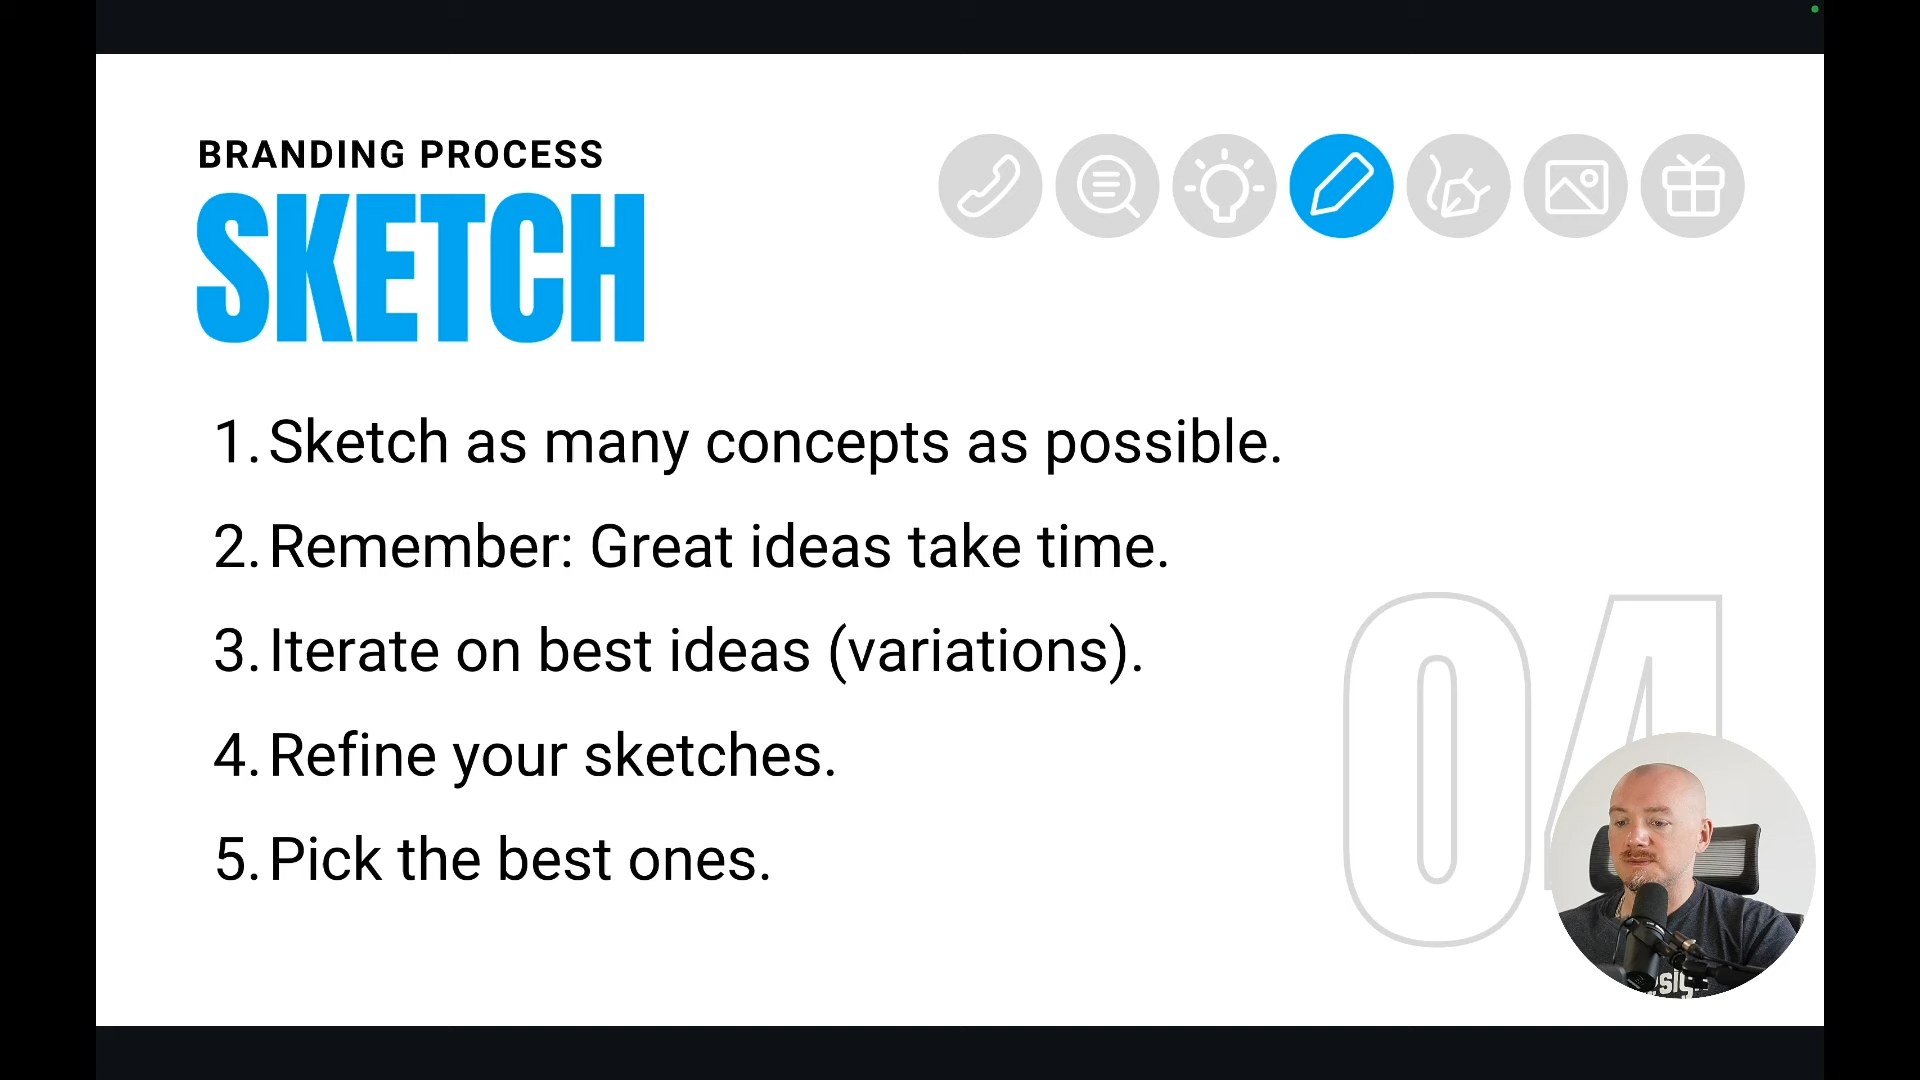 BRANDING PROCESS
SKETCH
1. Sketch as many concepts as possible.
2. Remember: Great ideas take time.
3. Iterate on best ideas (variations).
4. Refine your sketches.
5. Pick the best ones.
04